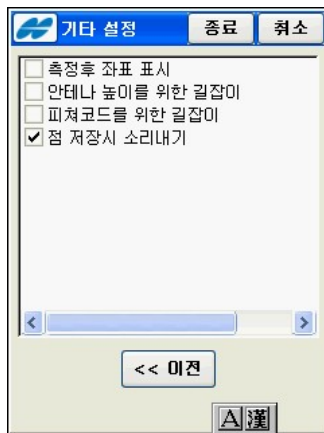 기타 설정 종료 취소
측정후 좌표 표시
안테나 높이를 위한 길잡이
피쳐코드를 위한 길잡이
점 저장시 소리내기
<< 이전
A漢